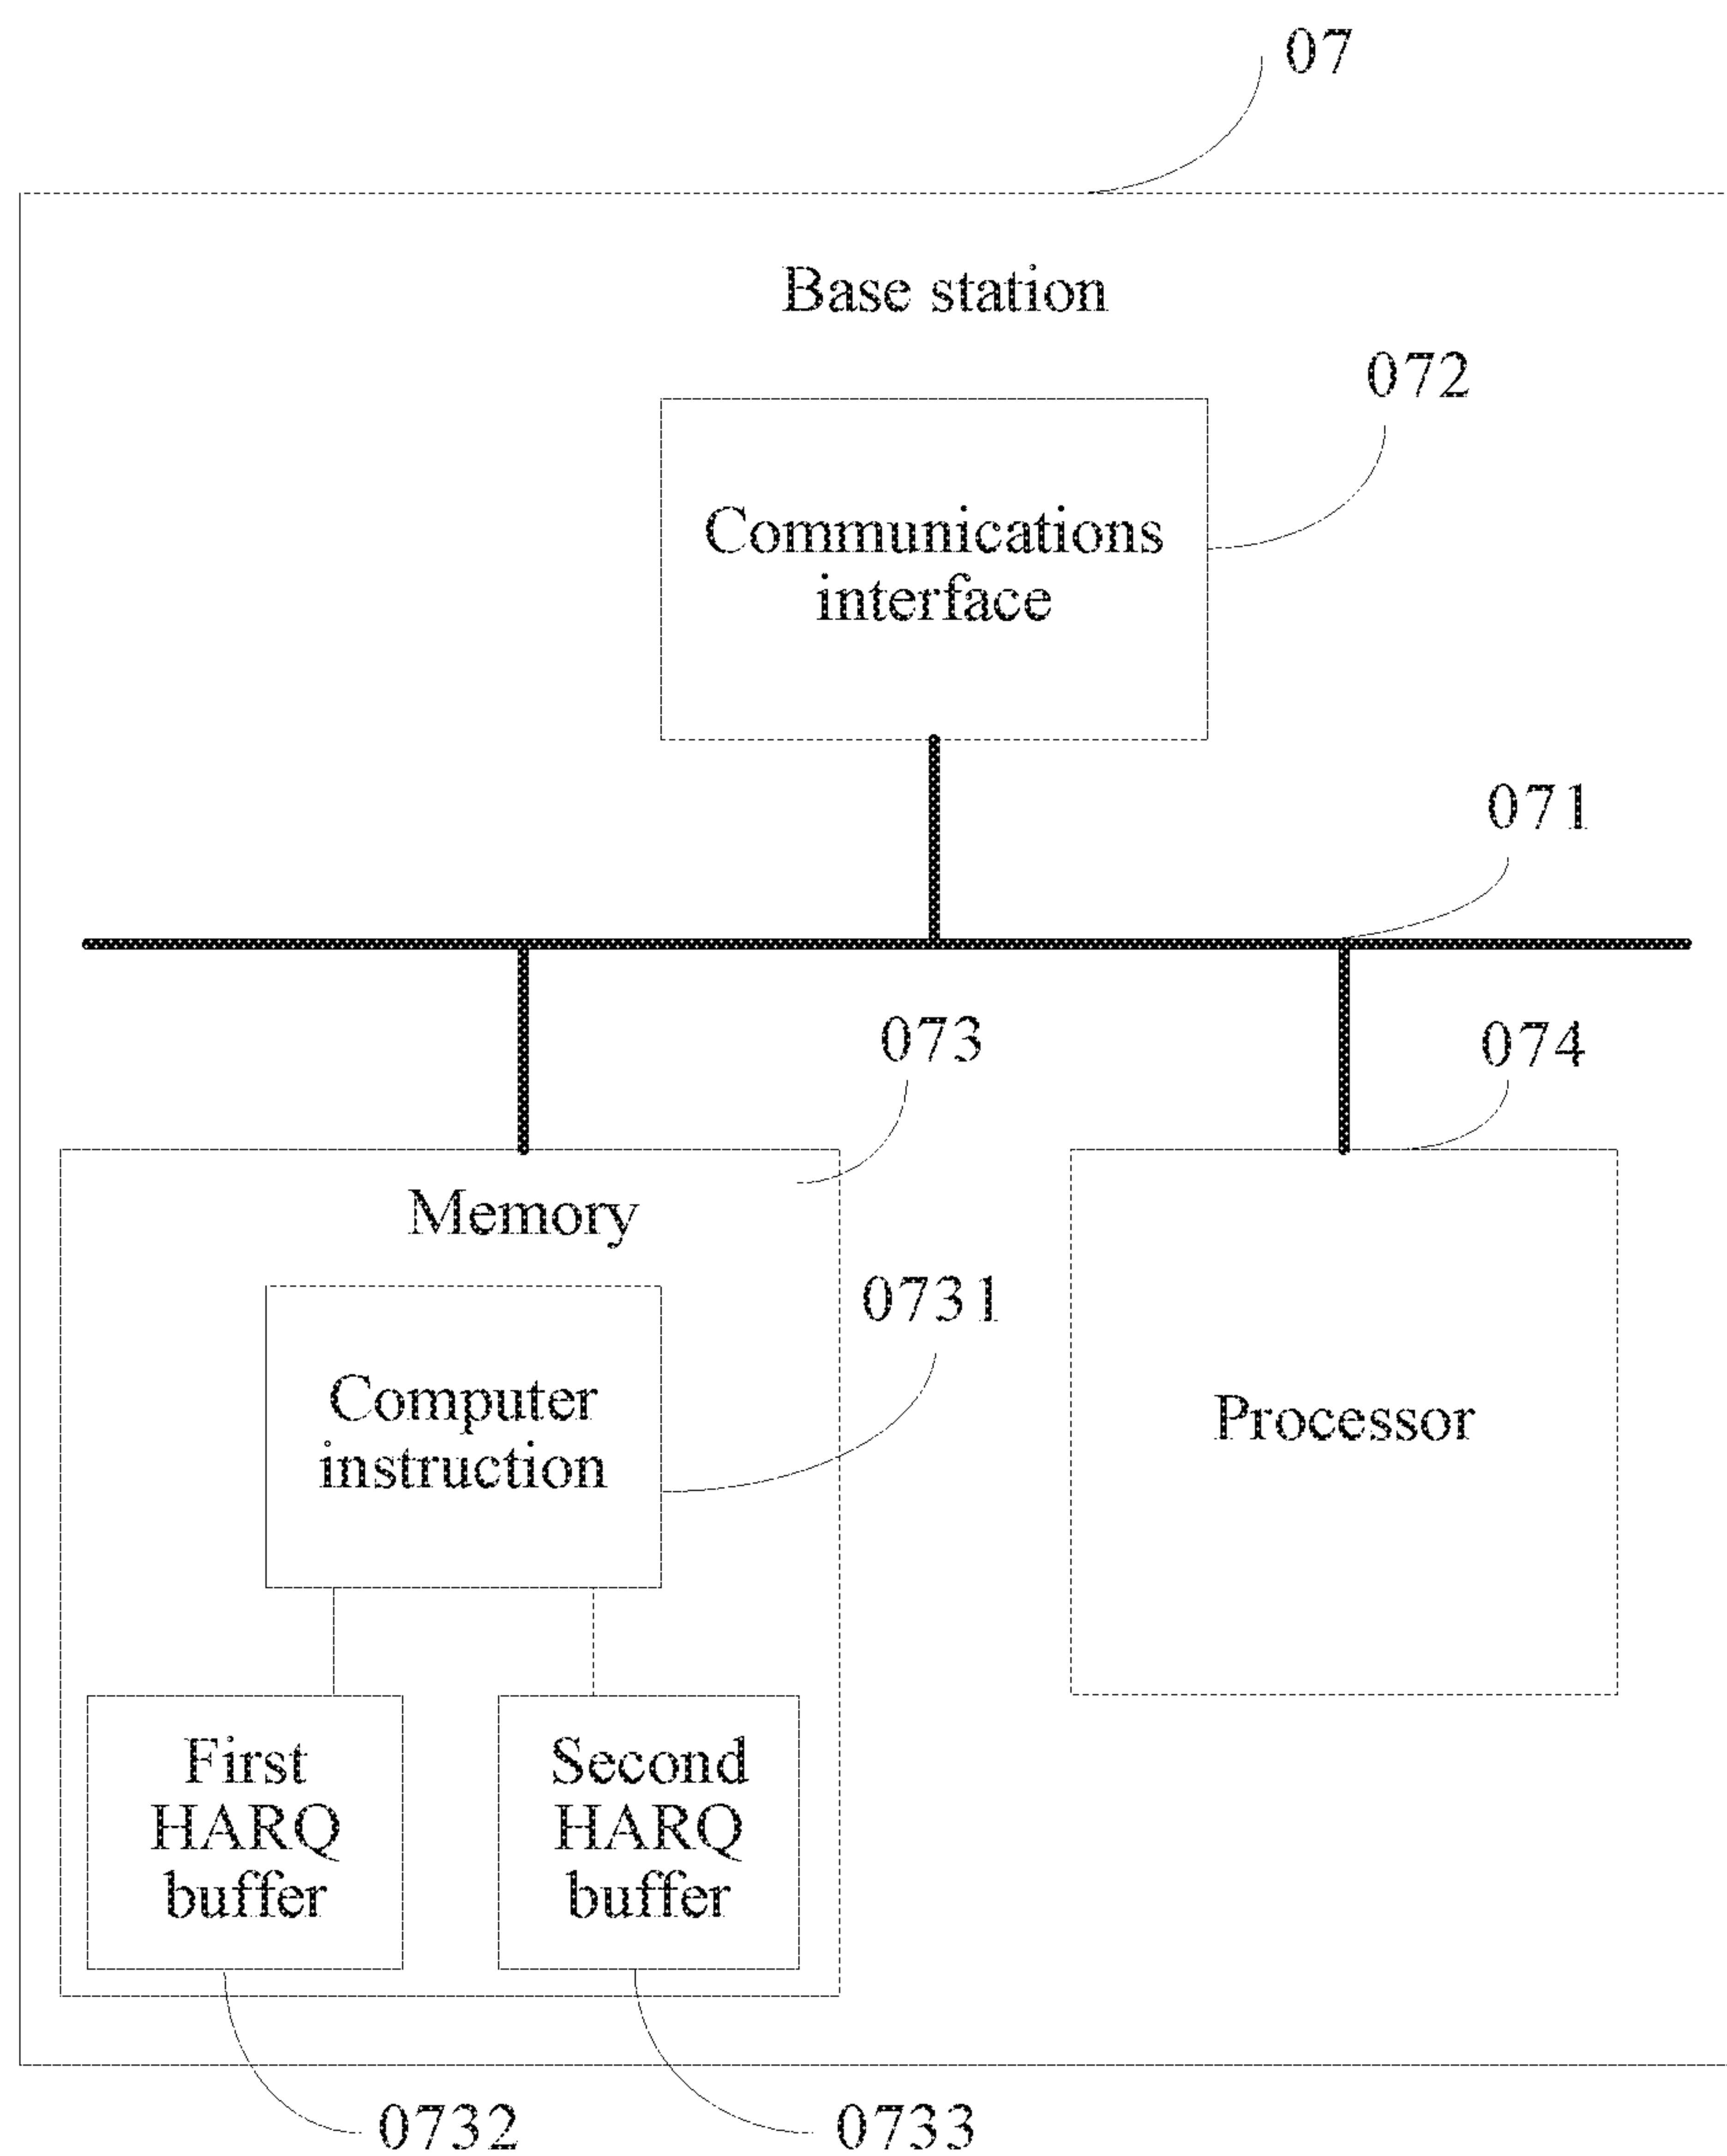 07
Base station
072
Communications
interface
071
073
074
Memory
0731
Computer
instruction
Processor
First
HARQ
buffer
Second
HARQ
buffer
0732
0733